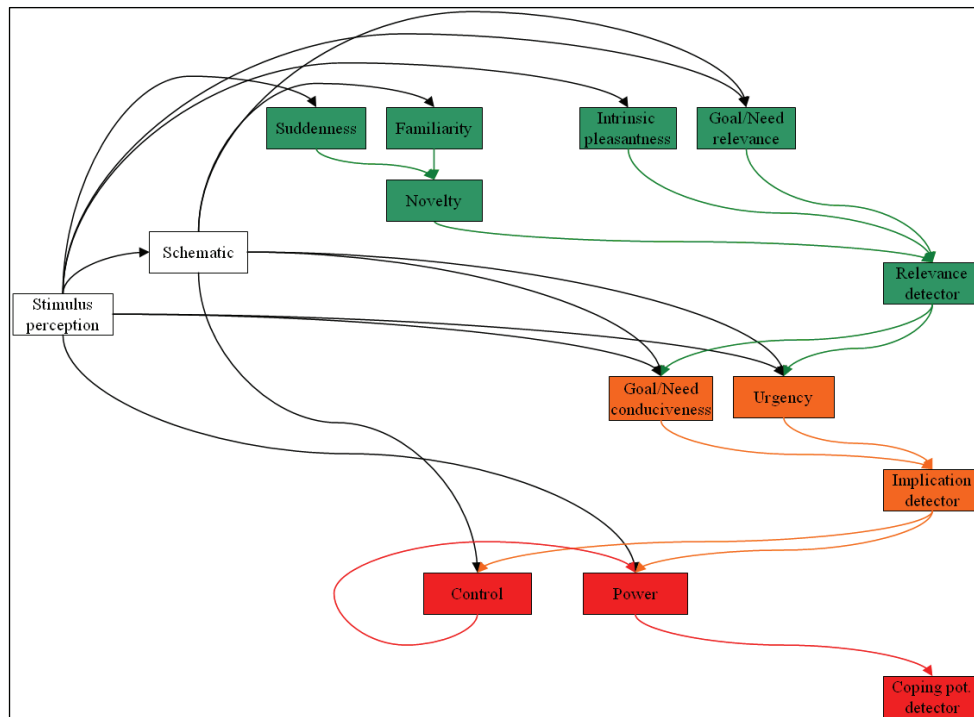 Suddenness
Familiarity
Intrinsic
pleasantness
Goal/Need
relevance
Novelty
Schematic
Relevance
detector
Stimulus
perception
Goal/Need
conduciveness
Urgency
Implication
detector
Control
Power
Coping pot.
detector